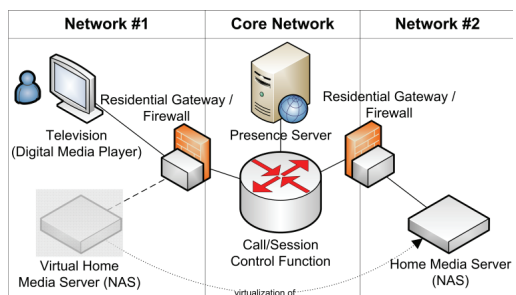 Network #1
Core Network
Network #2
Residential Gateway /
Firewall
Television
(Digital Media Player)
Presence Server
Residential Gateway /
Firewall
Virtual Home
Media Server (NAS)
Call/Session
Control Function
Home Media Server
(NAS)
virtualization of